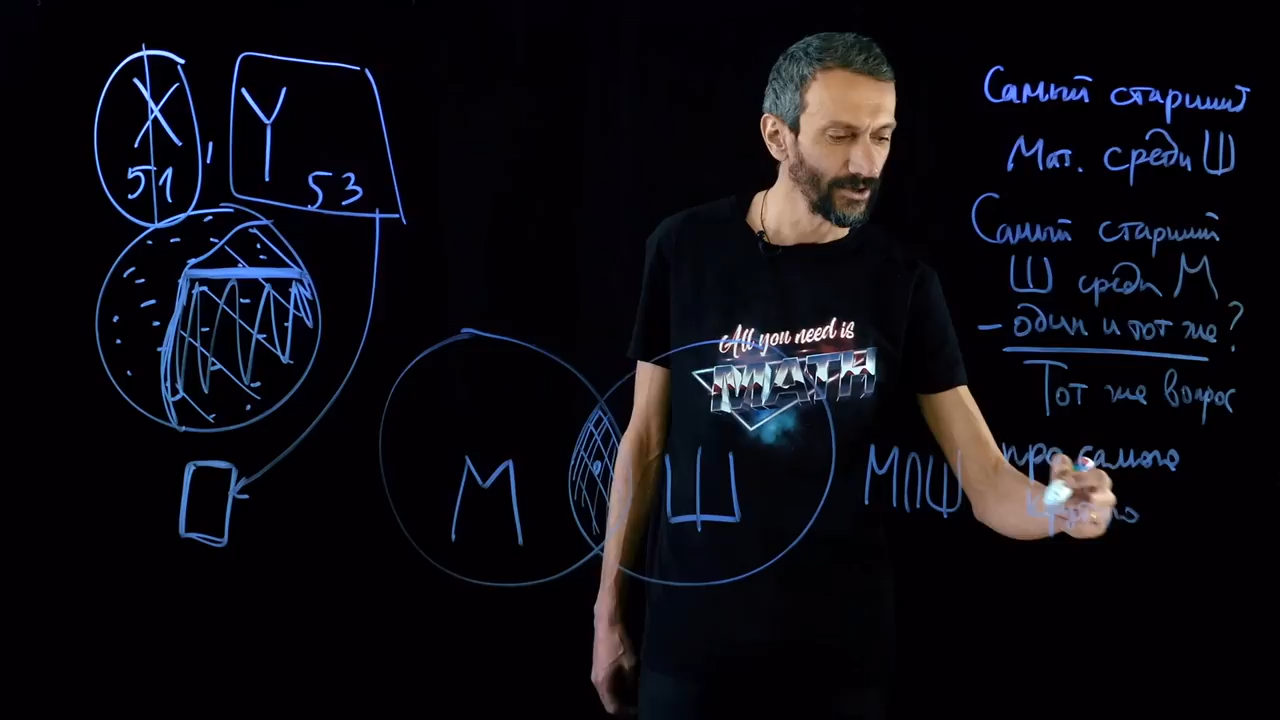 X
51
,
Y
53
М
Ш
М∩Ш
All you need is
MATH
Самый старший
Мат. среди Ш
Самый старший
Ш среди М
– один и тот же?
Тот же вопрос
про самого